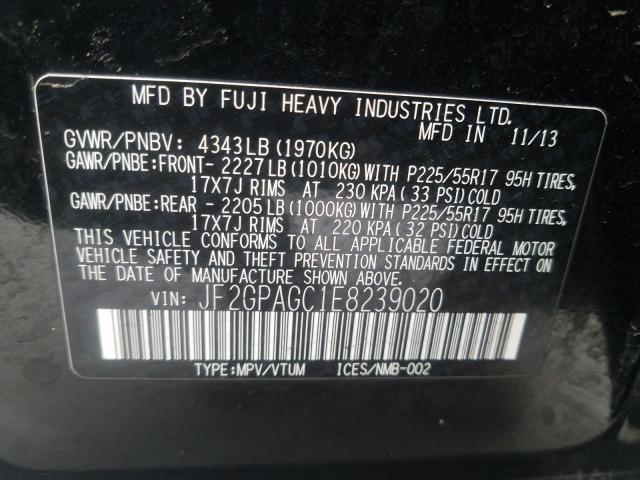 MFD BY FUJI HEAVY INDUSTRIES LTD.
MFD IN 11/13
GVWR/PNBV: 4343LB (1970KG)
GAWR/PNBE:FRONT- 2227LB (1010KG) WITH P225/55R17 95H TIRES,
17X7J RIMS AT 230 KPA( 33 PSI) COLD
GAWR/PNBE:REAR - 2205LB (1000KG) WITH P225/55R17 95H TIRES,
17X7J RIMS AT 220 KPA( 32 PSI) COLD
THIS VEHICLE CONFORMS TO ALL APPLICABLE FEDERAL MOTOR
VEHICLE SAFETY AND THEFT PREVENTION STANDARDS IN EFFECT ON
THE DATE OF MANUFACTURE SHOWN ABOVE.
VIN: JF2GPAGC1E8239020
TYPE:MPV/VTUM ICES/NMB-002